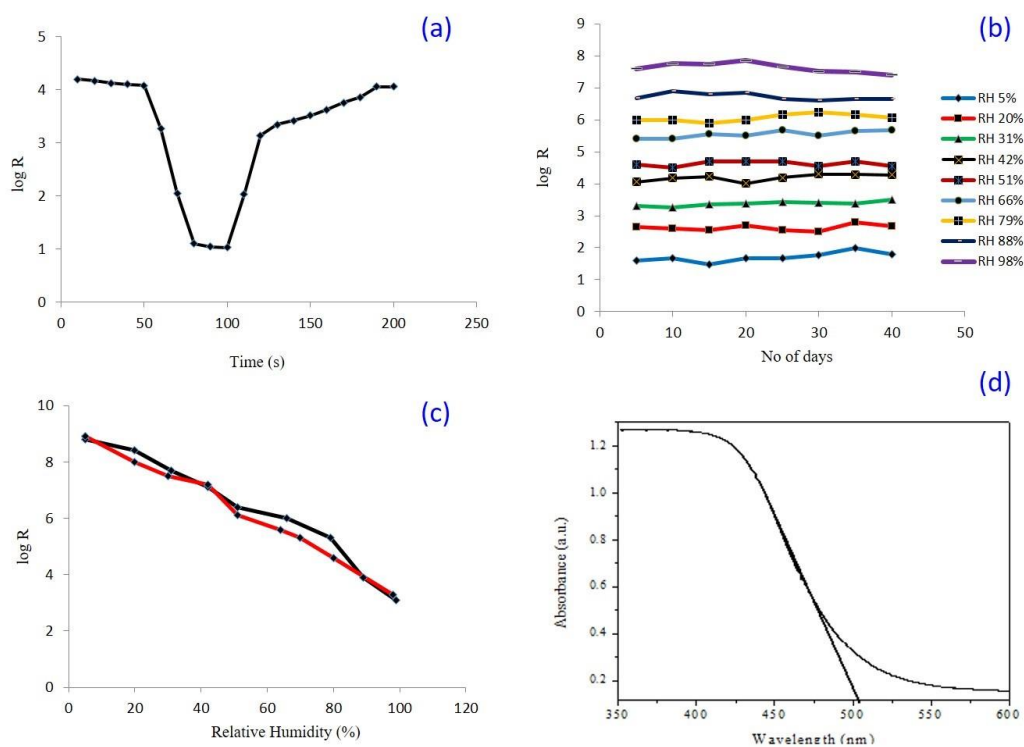 (a)
5
4
3
2
1
0
log R
0 50 100 150 200 250
Time (s)
(b)
9
8
7
6
5
4
3
2
1
0
log R
0 10 20 30 40 50
No of days
RH 5%
RH 20%
RH 31%
RH 42%
RH 51%
RH 66%
RH 79%
RH 88%
RH 98%
(c)
10
8
6
4
2
0
log R
0 20 40 60 80 100 120
Relative Humidity (%)
(d)
1.2
1.0
0.8
0.6
0.4
0.2
Absorbance (a.u.)
350 400 450 500 550 600
Wavelength (nm)